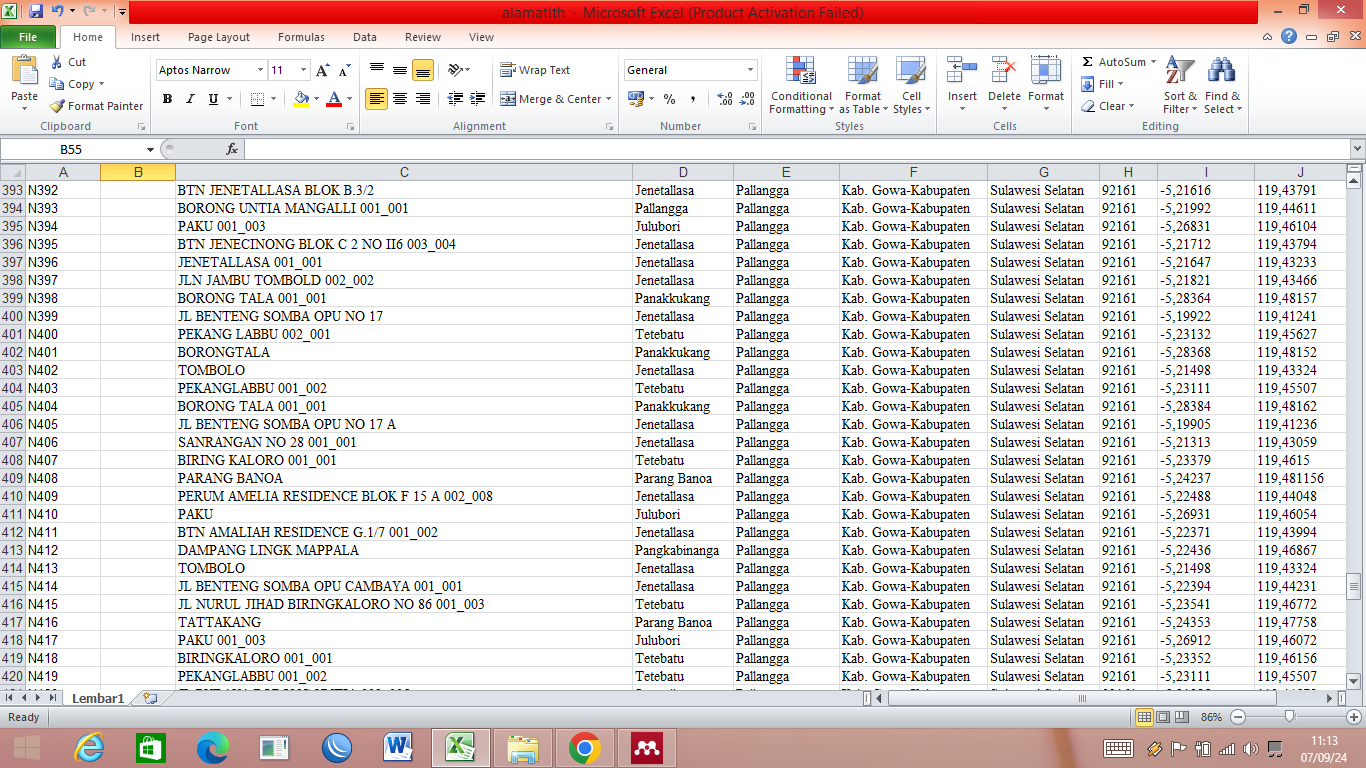 alamatlth - Microsoft Excel (Product Activation Failed)
File Home Insert Page Layout Formulas Data Review View
Paste Cut Copy Format Painter Clipboard
Aptos Narrow 11 B I U Font
Wrap Text Merge & Center Alignment
General % , Number
Conditional Formatting Format as Table Cell Styles Styles
Insert Delete Format Cells
Σ AutoSum Fill Clear Sort & Filter Find & Select Editing
B55 fx
A B C D E F G H I J
393 N392 BTN JENETALLASA BLOK B.3/2 Jenetallasa Pallangga Kab. Gowa-Kabupaten Sulawesi Selatan 92161 -5,21616 119,43791
394 N393 BORONG UNTIA MANGALLI 001_001 Pallangga Pallangga Kab. Gowa-Kabupaten Sulawesi Selatan 92161 -5,21992 119,44611
395 N394 PAKU 001_003 Julubori Pallangga Kab. Gowa-Kabupaten Sulawesi Selatan 92161 -5,26831 119,46104
396 N395 BTN JENECINONG BLOK C 2 NO II6 003_004 Jenetallasa Pallangga Kab. Gowa-Kabupaten Sulawesi Selatan 92161 -5,21712 119,43794
397 N396 JENETALLASA 001_001 Jenetallasa Pallangga Kab. Gowa-Kabupaten Sulawesi Selatan 92161 -5,21647 119,43233
398 N397 JLN JAMBU TOMBOLD 002_002 Jenetallasa Pallangga Kab. Gowa-Kabupaten Sulawesi Selatan 92161 -5,21821 119,43466
399 N398 BORONG TALA 001_001 Panakkukang Pallangga Kab. Gowa-Kabupaten Sulawesi Selatan 92161 -5,28364 119,48157
400 N399 JL BENTENG SOMBA OPU NO 17 Jenetallasa Pallangga Kab. Gowa-Kabupaten Sulawesi Selatan 92161 -5,19922 119,41241
401 N400 PEKANG LABBU 002_001 Tetebatu Pallangga Kab. Gowa-Kabupaten Sulawesi Selatan 92161 -5,23132 119,45627
402 N401 BORONGTALA Panakkukang Pallangga Kab. Gowa-Kabupaten Sulawesi Selatan 92161 -5,28368 119,48152
403 N402 TOMBOLO Jenetallasa Pallangga Kab. Gowa-Kabupaten Sulawesi Selatan 92161 -5,21498 119,43324
404 N403 PEKANGLABBU 001_002 Tetebatu Pallangga Kab. Gowa-Kabupaten Sulawesi Selatan 92161 -5,23111 119,45507
405 N404 BORONG TALA 001_001 Panakkukang Pallangga Kab. Gowa-Kabupaten Sulawesi Selatan 92161 -5,28384 119,48162
406 N405 JL BENTENG SOMBA OPU NO 17 A Jenetallasa Pallangga Kab. Gowa-Kabupaten Sulawesi Selatan 92161 -5,19905 119,41236
407 N406 SANRANGAN NO 28 001_001 Jenetallasa Pallangga Kab. Gowa-Kabupaten Sulawesi Selatan 92161 -5,21313 119,43059
408 N407 BIRING KALORO 001_001 Tetebatu Pallangga Kab. Gowa-Kabupaten Sulawesi Selatan 92161 -5,23379 119,4615
409 N408 PARANG BANOA Parang Banoa Pallangga Kab. Gowa-Kabupaten Sulawesi Selatan 92161 -5,24237 119,481156
410 N409 PERUM AMELIA RESIDENCE BLOK F 15 A 002_008 Jenetallasa Pallangga Kab. Gowa-Kabupaten Sulawesi Selatan 92161 -5,22488 119,44048
411 N410 PAKU Julubori Pallangga Kab. Gowa-Kabupaten Sulawesi Selatan 92161 -5,26931 119,46054
412 N411 BTN AMALIAH RESIDENCE G.1/7 001_002 Jenetallasa Pallangga Kab. Gowa-Kabupaten Sulawesi Selatan 92161 -5,22371 119,43994
413 N412 DAMPANG LINGK MAPPALA Pangkabinanga Pallangga Kab. Gowa-Kabupaten Sulawesi Selatan 92161 -5,22436 119,46867
414 N413 TOMBOLO Jenetallasa Pallangga Kab. Gowa-Kabupaten Sulawesi Selatan 92161 -5,21498 119,43324
415 N414 JL BENTENG SOMBA OPU CAMBAYA 001_001 Jenetallasa Pallangga Kab. Gowa-Kabupaten Sulawesi Selatan 92161 -5,22394 119,44231
416 N415 JL NURUL JIHAD BIRINGKALORO NO 86 001_003 Tetebatu Pallangga Kab. Gowa-Kabupaten Sulawesi Selatan 92161 -5,23541 119,46772
417 N416 TATTAKANG Parang Banoa Pallangga Kab. Gowa-Kabupaten Sulawesi Selatan 92161 -5,24353 119,47758
418 N417 PAKU 001_003 Julubori Pallangga Kab. Gowa-Kabupaten Sulawesi Selatan 92161 -5,26912 119,46072
419 N418 BIRINGKALORO 001_001 Tetebatu Pallangga Kab. Gowa-Kabupaten Sulawesi Selatan 92161 -5,23352 119,46156
420 N419 PEKANGLABBU 001_002 Tetebatu Pallangga Kab. Gowa-Kabupaten Sulawesi Selatan 92161 -5,23111 119,45507
Lembar1
Ready 86%
11:13
07/09/24